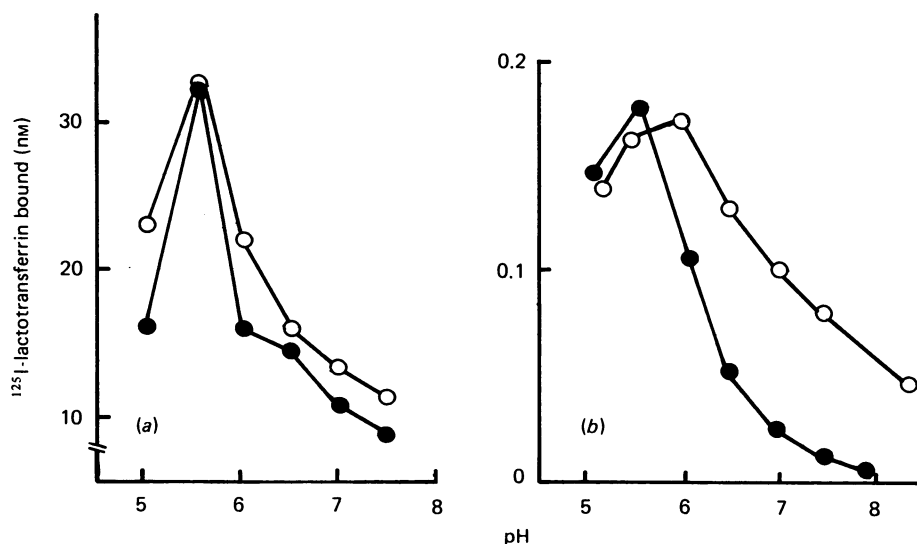 ¹²⁵I-lactotransferrin bound (nM)
30
20
10
(a)
5 6 7 8
0.2
0.1
0
(b)
5 6 7 8
pH